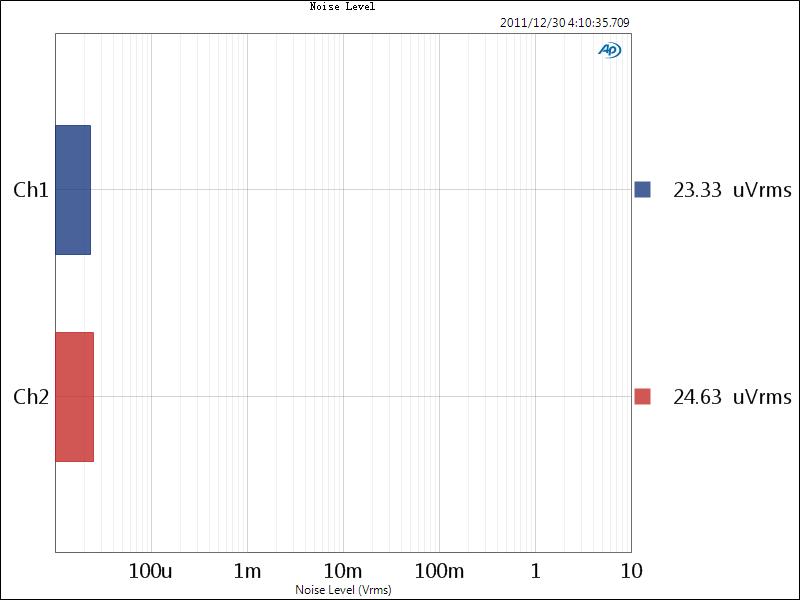 Noise Level
2011/12/30 4:10:35.709
AP
Ch1
23.33 uVrms
Ch2
24.63 uVrms
100u 1m 10m 100m 1 10
Noise Level (Vrms)